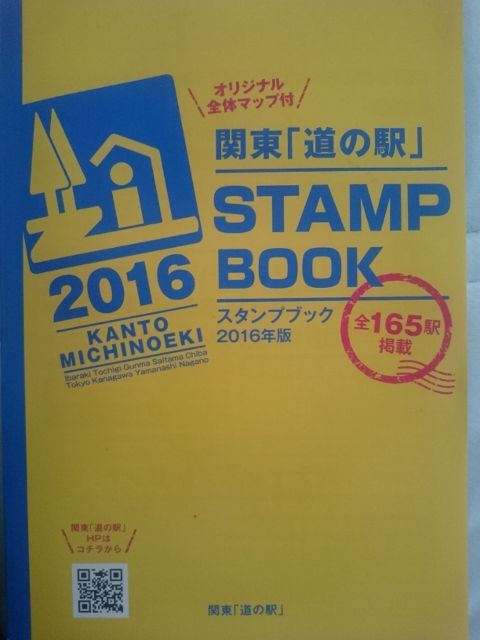 オリジナル
全体マップ付
関東「道の駅」
STAMP
BOOK
スタンプブック
2016年版
全165駅
掲載
2016
KANTO
MICHINOEKI
Ibaraki Tochigi Gunma Saitama Chiba
Tokyo Kanagawa Yamanashi Nagano
関東「道の駅」
HPは
コチラから
関東「道の駅」